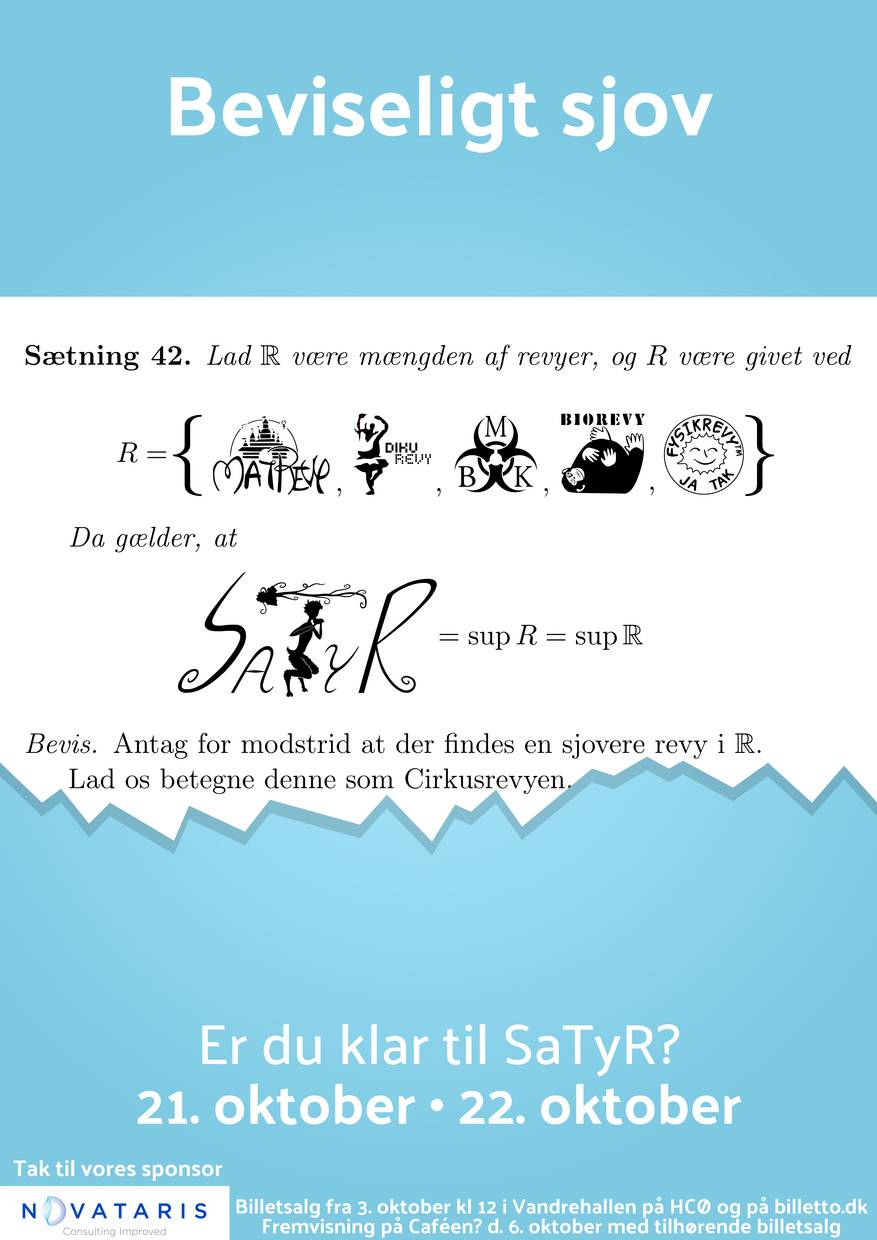 Beviseligt sjov
Sætning 42. Lad ℝ være mængden af revyer, og R være givet ved
R = { MATREVY , DIKU REVY , M B K , BIOREVY , FYSIKREVY™ JA TAK }
Da gælder, at
SATYR = sup R = sup ℝ
Bevis. Antag for modstrid at der findes en sjovere revy i ℝ.
Lad os betegne denne som Cirkusrevyen.
Er du klar til SaTyR?
21. oktober • 22. oktober
Tak til vores sponsor
NOVATARIS
Consulting Improved
Billetsalg fra 3. oktober kl 12 i Vandrehallen på HCØ og på billetto.dk
Fremvisning på Caféen? d. 6. oktober med tilhørende billetsalg